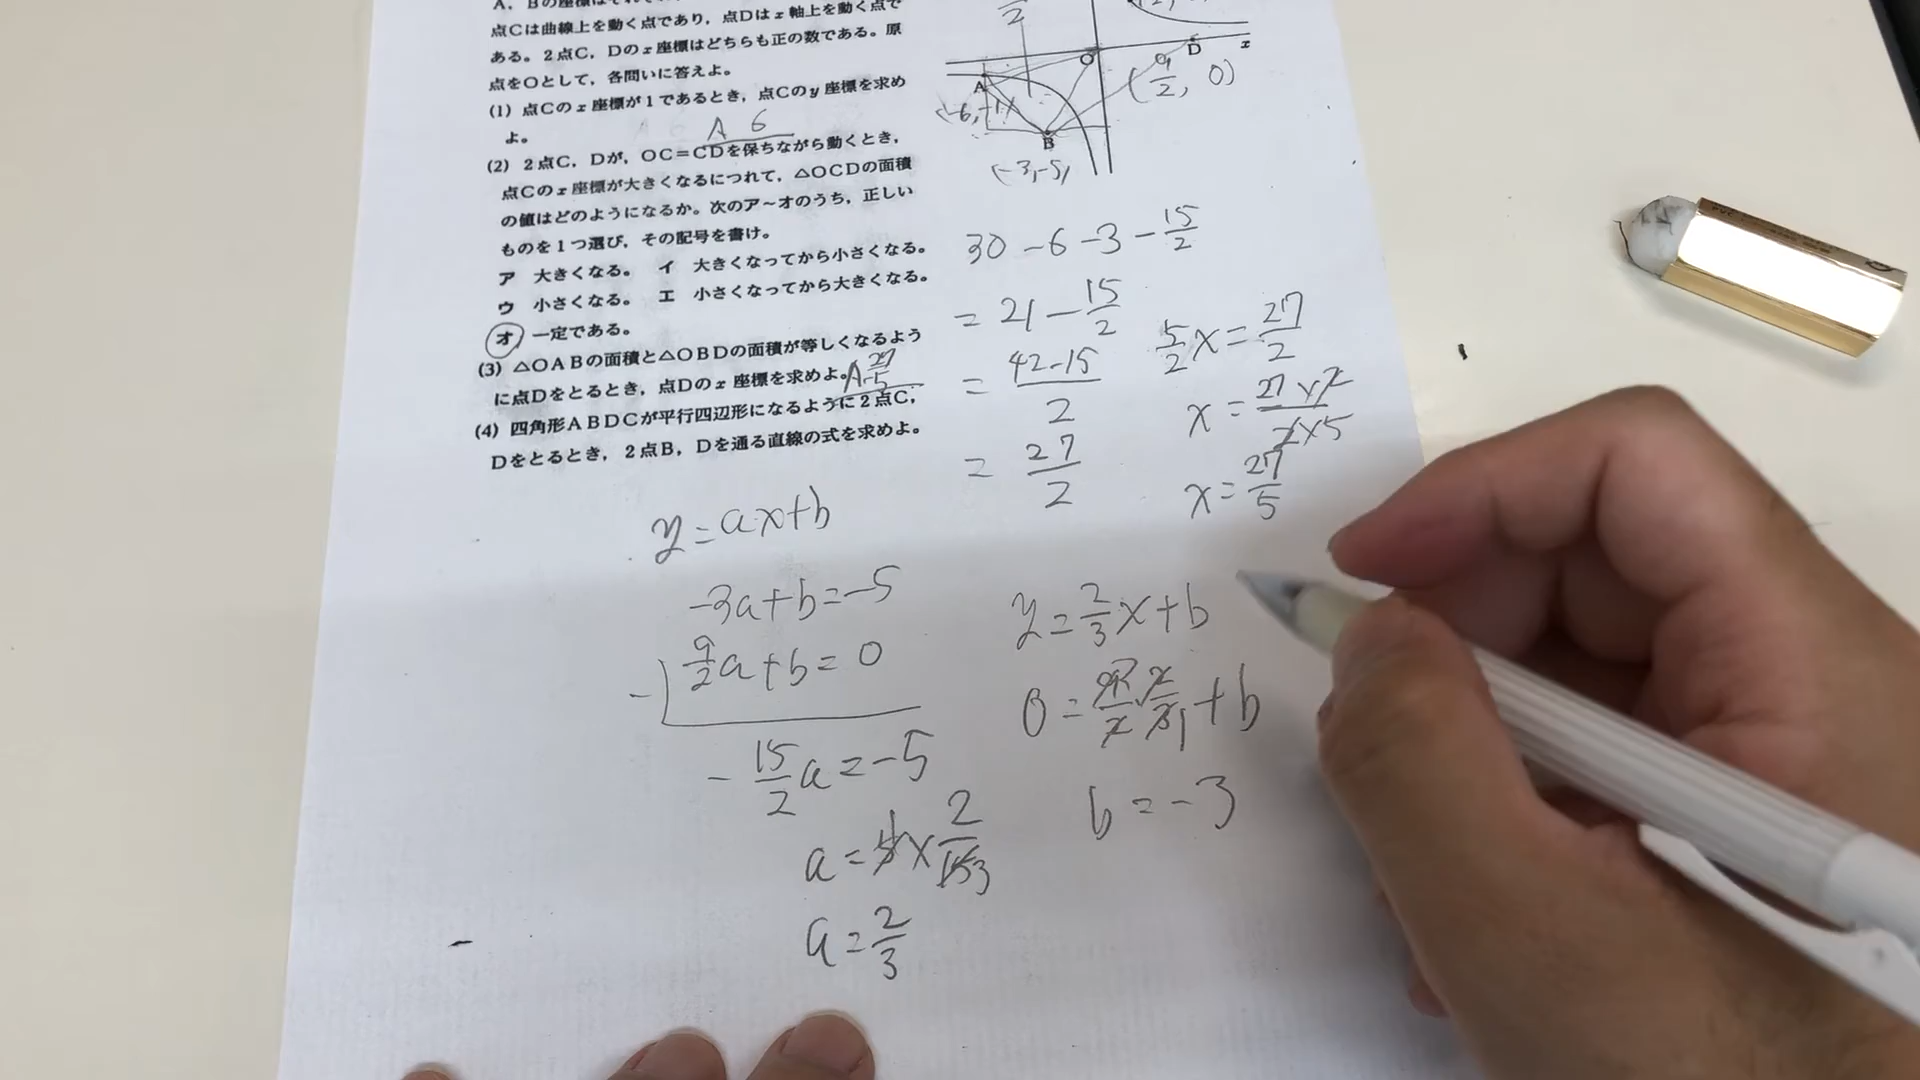 点Cは曲線上を動く点であり，点Dはx軸上を動く点で
ある。2点C，Dのx座標はどちらも正の数である。原
点をOとして，各問いに答えよ。
(1) 点Cのx座標が1であるとき，点Cのy座標を求め
よ。
A 6
(2) 2点C，Dが，OC＝CDを保ちながら動くとき，
点Cのx座標が大きくなるにつれて，△OCDの面積
の値はどのようになるか。次のア～オのうち，正しい
ものを1つ選び，その記号を書け。
ア 大きくなる。 イ 大きくなってから小さくなる。
ウ 小さくなる。 エ 小さくなってから大きくなる。
オ 一定である。
(3) △OABの面積と△OBDの面積が等しくなるよう
に点Dをとるとき，点Dのx座標を求めよ。A 27/5
(4) 四角形ABDCが平行四辺形になるように2点C，
Dをとるとき，2点B，Dを通る直線の式を求めよ。
2
O
D
x
A
B
(9/2, 0)
(-6,-1)
(-3,-5)
30-6-3-15/2
=21-15/2
=(42-15)/2
=27/2
5/2x=27/2
x=(27×2)/(2×5)
x=27/5
y=ax+b
-3a+b=-5
-) 9/2a+b=0
-15/2a=-5
a=5×2/15 3
a=2/3
y=2/3x+b
0=9/2・2/3+b
b=-3